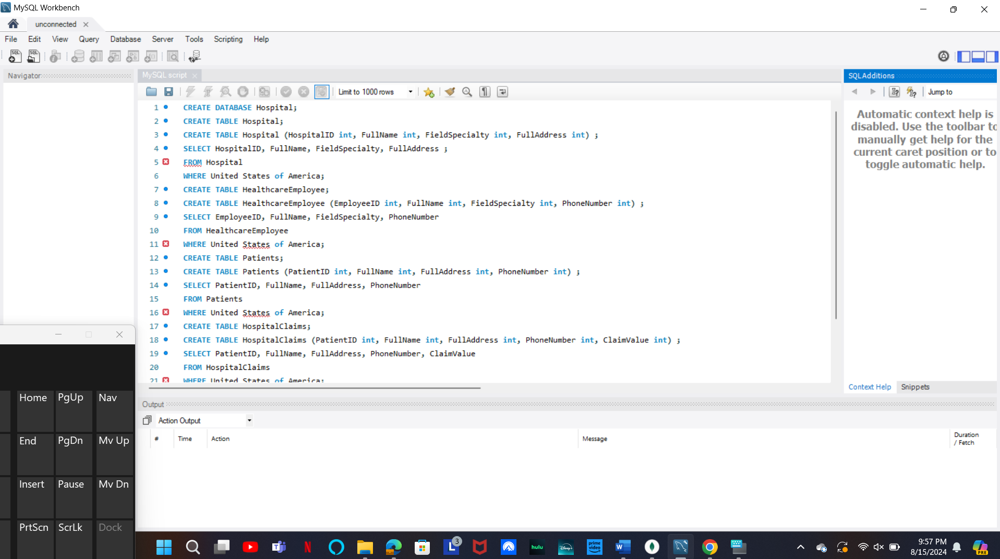 MySQL Workbench
unconnected
File Edit View Query Database Server Tools Scripting Help
SQL SQL
Navigator
MySQL script
SQLAdditions
Limit to 1000 rows
Jump to
1 CREATE DATABASE Hospital;
2 CREATE TABLE Hospital;
3 CREATE TABLE Hospital (HospitalID int, FullName int, FieldSpecialty int, FullAddress int) ;
4 SELECT HospitalID, FullName, FieldSpecialty, FullAddress ;
5 FROM Hospital
6 WHERE United States of America;
7 CREATE TABLE HealthcareEmployee;
8 CREATE TABLE HealthcareEmployee (EmployeeID int, FullName int, FieldSpecialty int, PhoneNumber int) ;
9 SELECT EmployeeID, FullName, FieldSpecialty, PhoneNumber
10 FROM HealthcareEmployee
11 WHERE United States of America;
12 CREATE TABLE Patients;
13 CREATE TABLE Patients (PatientID int, FullName int, FullAddress int, PhoneNumber int) ;
14 SELECT PatientID, FullName, FullAddress, PhoneNumber
15 FROM Patients
16 WHERE United States of America;
17 CREATE TABLE HospitalClaims;
18 CREATE TABLE HospitalClaims (PatientID int, FullName int, FullAddress int, PhoneNumber int, ClaimValue int) ;
19 SELECT PatientID, FullName, FullAddress, PhoneNumber, ClaimValue
20 FROM HospitalClaims
21 WHERE United States of America;
Automatic context help is
disabled. Use the toolbar to
manually get help for the
current caret position or to
toggle automatic help.
Context Help Snippets
Output
Action Output
# Time Action Message Duration
/ Fetch
Home PgUp Nav
End PgDn Mv Up
Insert Pause Mv Dn
PrtScn ScrLk Dock
3
hulu
Disney+
prime
video
9:57 PM
8/15/2024
PRE